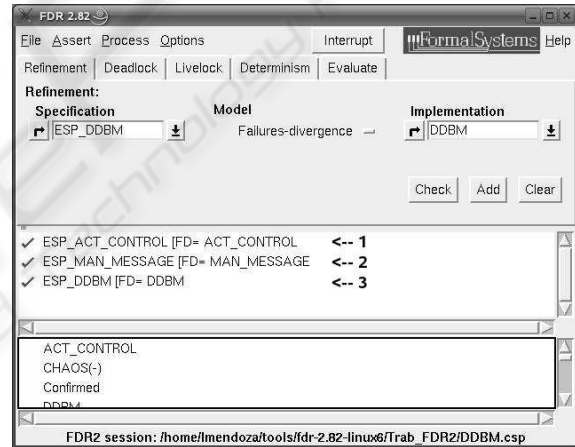 FDR 2.82
File Assert Process Options Interrupt FormalSystems Help
Refinement Deadlock Livelock Determinism Evaluate
Refinement:
Specification Model Implementation
ESP_DDBM Failures-divergence DDBM
Check Add Clear
ESP_ACT_CONTROL [FD= ACT_CONTROL <-- 1
ESP_MAN_MESSAGE [FD= MAN_MESSAGE <-- 2
ESP_DDBM [FD= DDBM <-- 3
ACT_CONTROL
CHAOS(-)
Confirmed
DDBM
FDR2 session: /home/lmendoza/tools/fdr-2.82-linux6/Trab_FDR2/DDBM.csp